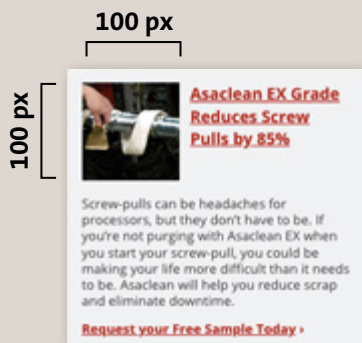 100 px
100 px
Asaclean EX Grade
Reduces Screw
Pulls by 85%
Screw-pulls can be headaches for
processors, but they don't have to be. If
you're not purging with Asaclean EX when
you start your screw-pull, you could be
making your life more difficult than it needs
to be. Asaclean will help you reduce scrap
and eliminate downtime.
Request your Free Sample Today ›